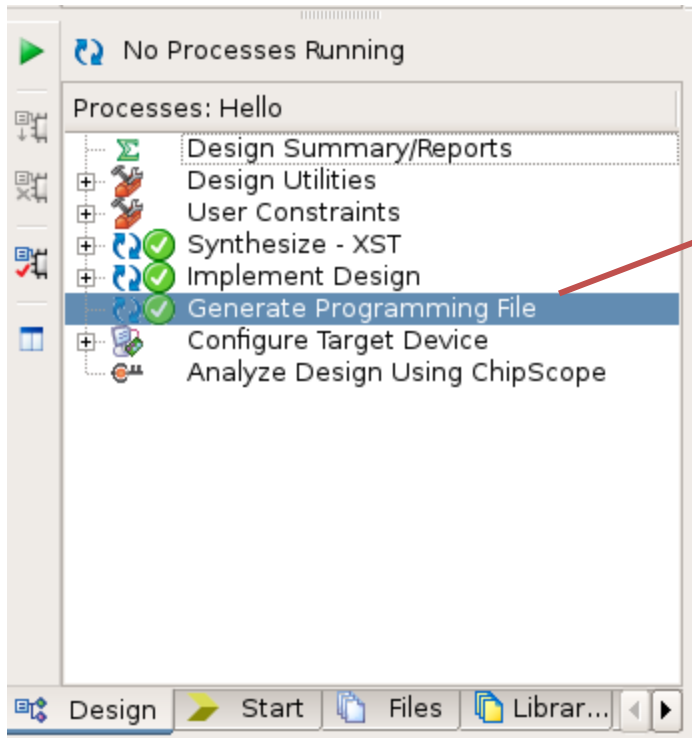 No Processes Running
Processes: Hello
Design Summary/Reports
Design Utilities
User Constraints
Synthesize - XST
Implement Design
Generate Programming File
Configure Target Device
Analyze Design Using ChipScope
Design Start Files Librar...